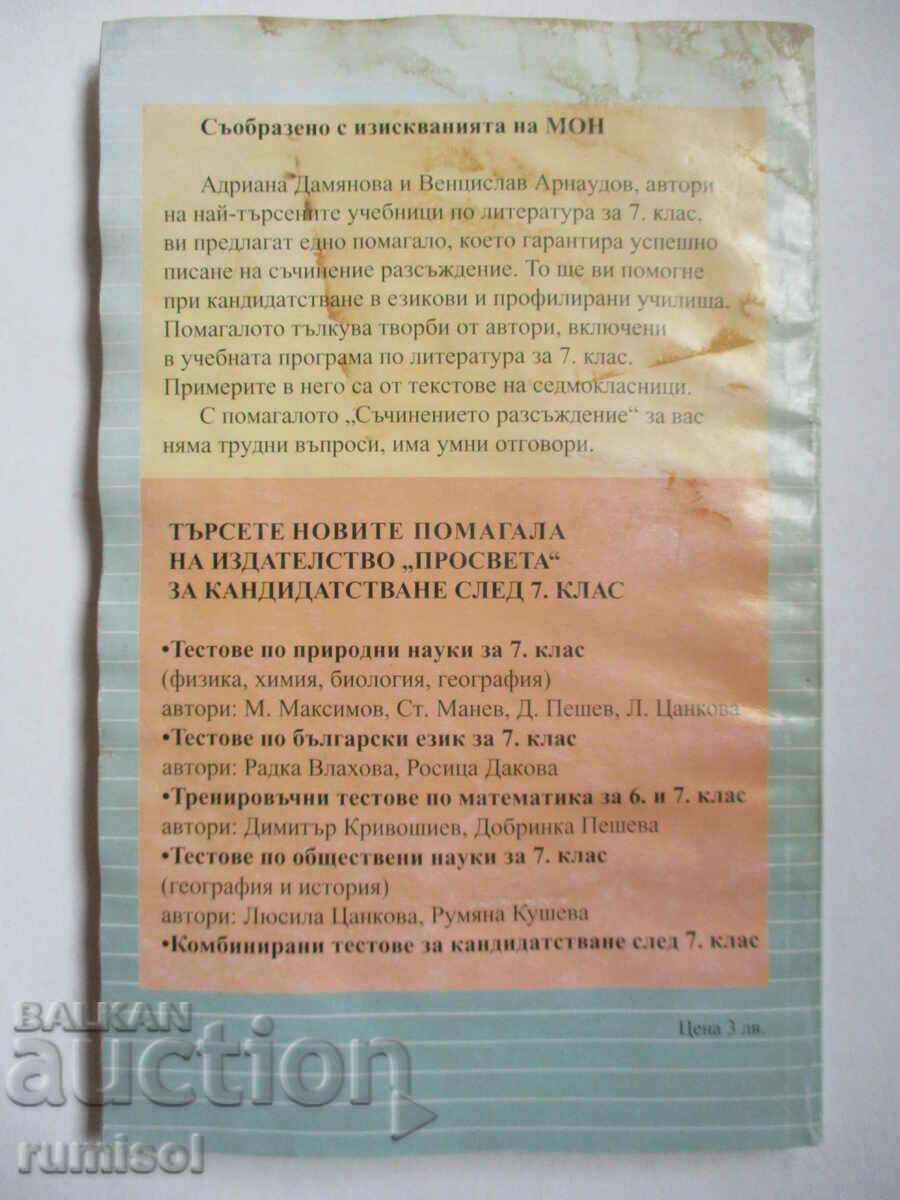 Съобразено с изискванията на МОН
Адриана Дамянова и Венцислав Арнаудов, автори
на най-търсените учебници по литература за 7. клас,
ви предлагат едно помагало, което гарантира успешно
писане на съчинение разсъждение. То ще ви помогне
при кандидатстване в езикови и профилирани училища.
Помагалото тълкува творби от автори, включени
в учебната програма по литература за 7. клас.
Примерите в него са от текстове на седмокласници.
С помагалото „Съчинението разсъждение“ за вас
няма трудни въпроси, има умни отговори.
ТЪРСЕТЕ НОВИТЕ ПОМАГАЛА
НА ИЗДАТЕЛСТВО „ПРОСВЕТА“
ЗА КАНДИДАТСТВАНЕ СЛЕД 7. КЛАС
•Тестове по природни науки за 7. клас
(физика, химия, биология, география)
автори: М. Максимов, Ст. Манев, Д. Пешев, Л. Цанкова
•Тестове по български език за 7. клас
автори: Радка Влахова, Росица Дакова
•Тренировъчни тестове по математика за 6. и 7. клас
автори: Димитър Кривошиев, Добринка Пешева
•Тестове по обществени науки за 7. клас
(география и история)
автори: Люсила Цанкова, Румяна Кушева
•Комбинирани тестове за кандидатстване след 7. клас
Цена 3 лв.
BALKAN
auction
rumisol